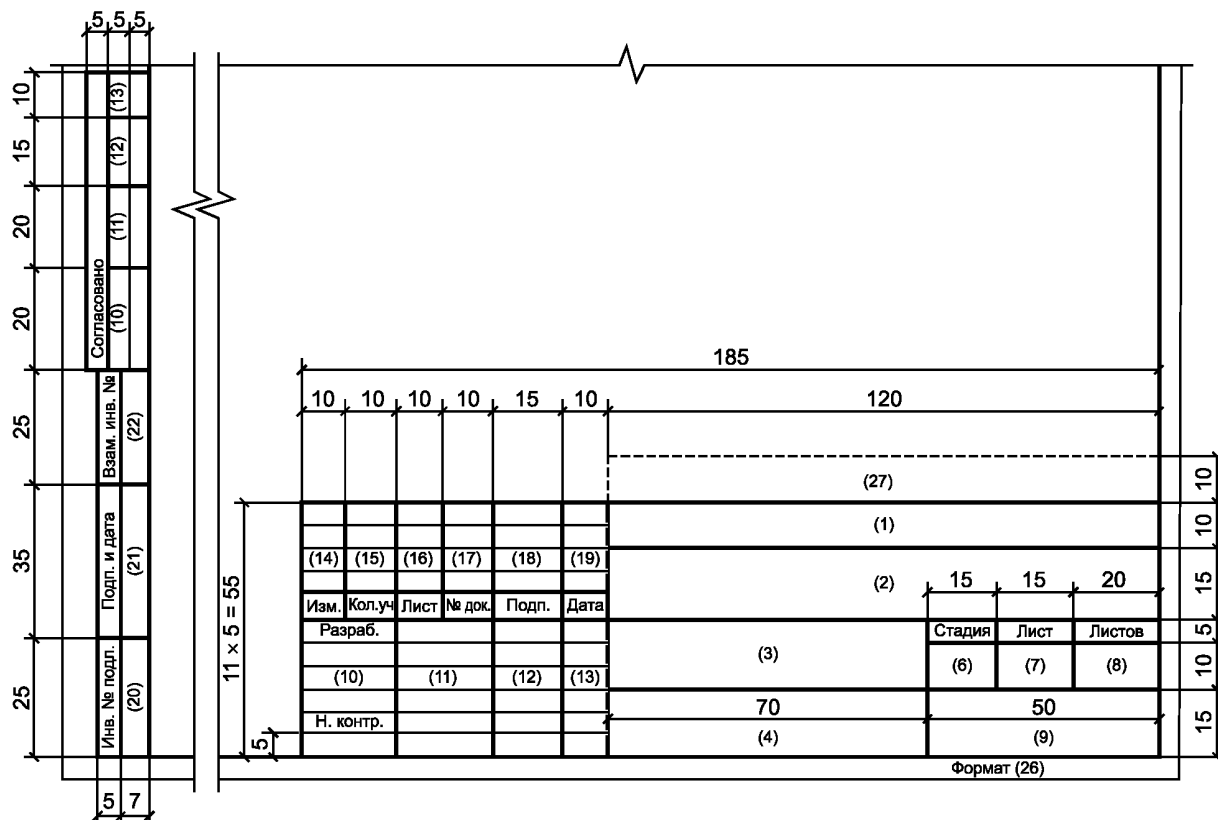 5 5 5
10
15
20
20
25
35
25
(13)
(12)
(11)
(10)
Согласовано
Взам. инв. №
(22)
Подп. и дата
(21)
Инв. № подл.
(20)
5 7
185
10 10 10 10 15 10 120
(27)
(1)
(14) (15) (16) (17) (18) (19)
(2)
15 15 20
Изм. Кол.уч Лист № док. Подп. Дата
Разраб.
Стадия Лист Листов
(3)
(10) (11) (12) (13)
(6) (7) (8)
70 50
Н. контр.
(4) (9)
Формат (26)
11 × 5 = 55
5
10
10
15
5
10
15